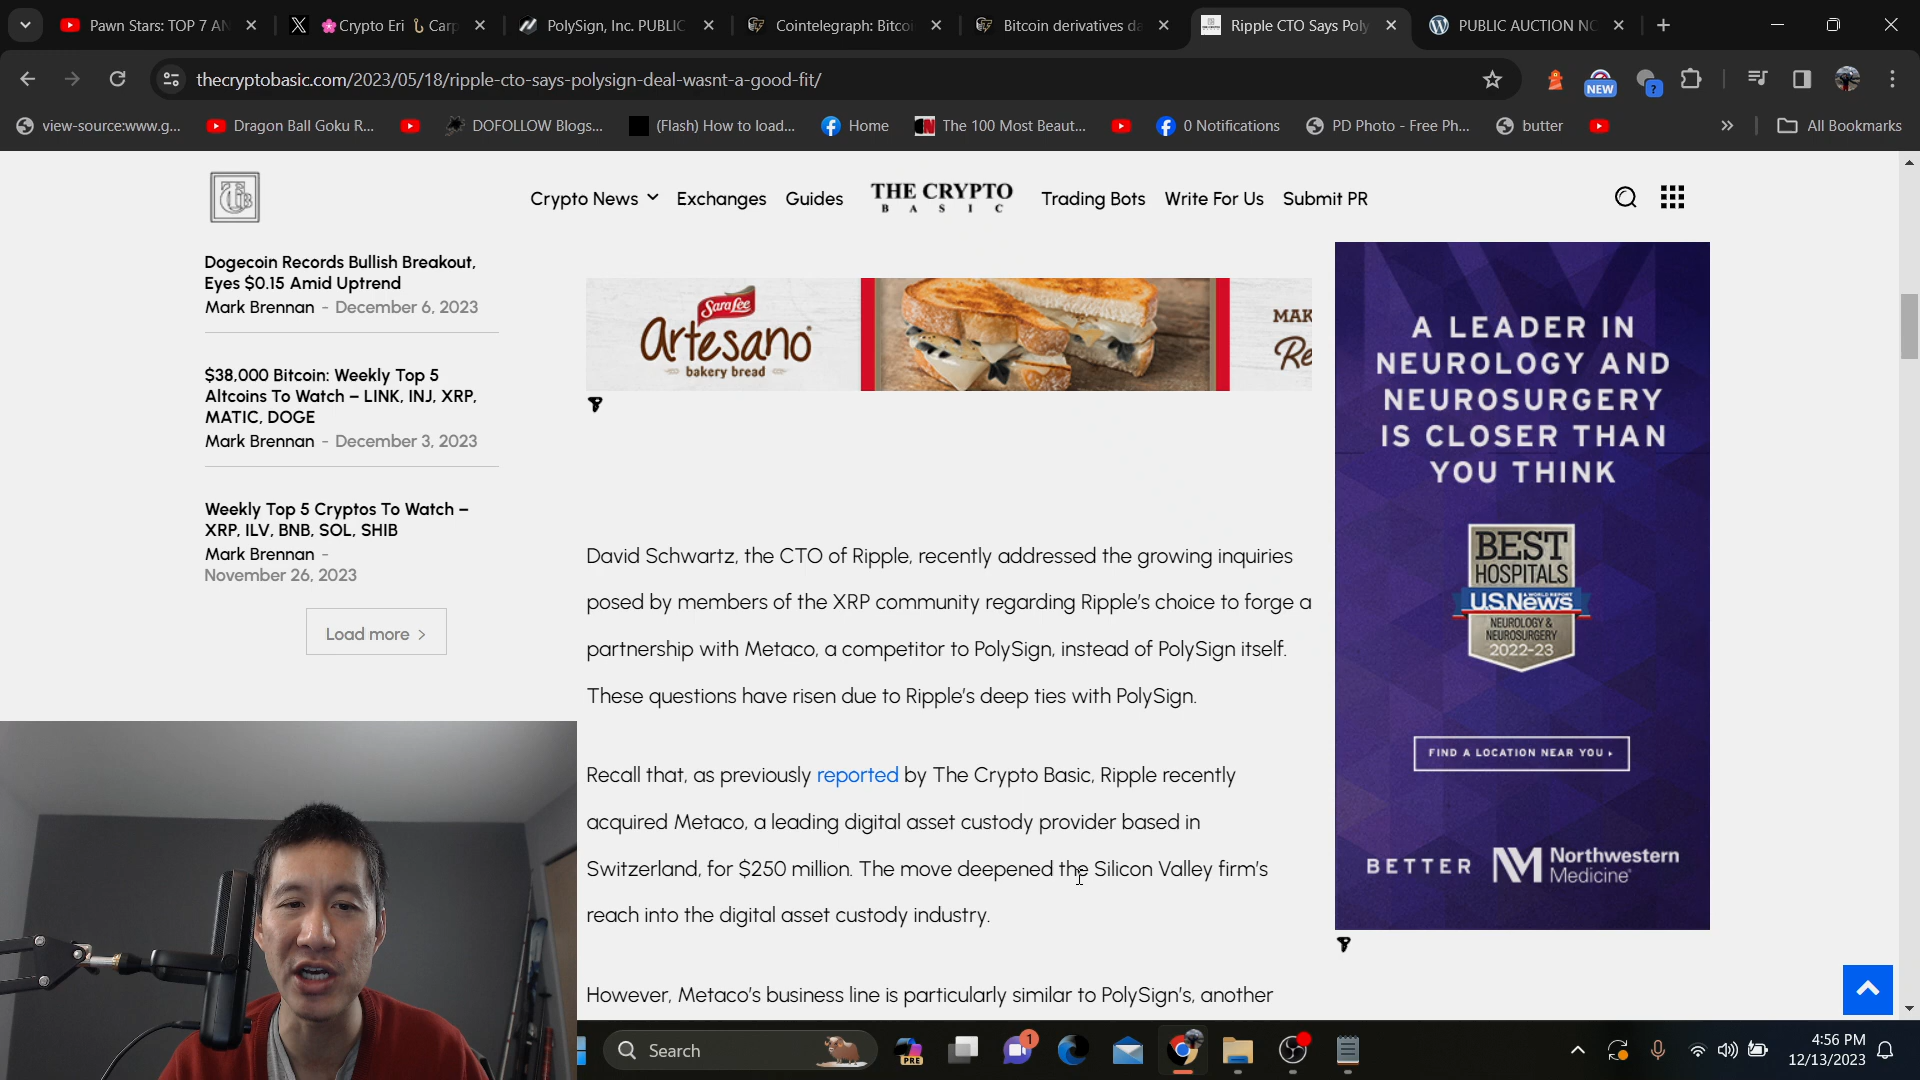 Pawn Stars: TOP 7 AN
Crypto Eri
Carp
PolySign, Inc. PUBLIC
Cointelegraph: Bitcoi
Bitcoin derivatives da
Ripple CTO Says Poly
PUBLIC AUCTION NO
thecryptobasic.com/2023/05/18/ripple-cto-says-polysign-deal-wasnt-a-good-fit/
NEW
?
view-source:www.g...
Dragon Ball Goku R...
DOFOLLOW Blogs...
(Flash) How to load...
Home
The 100 Most Beaut...
0 Notifications
PD Photo - Free Ph...
butter
All Bookmarks
Crypto News
Exchanges
Guides
THE CRYPTO
BASIC
Trading Bots
Write For Us
Submit PR
Dogecoin Records Bullish Breakout,
Eyes $0.15 Amid Uptrend
Mark Brennan - December 6, 2023
$38,000 Bitcoin: Weekly Top 5
Altcoins To Watch – LINK, INJ, XRP,
MATIC, DOGE
Mark Brennan - December 3, 2023
Weekly Top 5 Cryptos To Watch –
XRP, ILV, BNB, SOL, SHIB
Mark Brennan -
November 26, 2023
Load more
Sara Lee
Artesano
bakery bread
MAK
Re
David Schwartz, the CTO of Ripple, recently addressed the growing inquiries
posed by members of the XRP community regarding Ripple's choice to forge a
partnership with Metaco, a competitor to PolySign, instead of PolySign itself.
These questions have risen due to Ripple's deep ties with PolySign.
Recall that, as previously reported by The Crypto Basic, Ripple recently
acquired Metaco, a leading digital asset custody provider based in
Switzerland, for $250 million. The move deepened the Silicon Valley firm's
reach into the digital asset custody industry.
However, Metaco's business line is particularly similar to PolySign's, another
A LEADER IN
NEUROLOGY AND
NEUROSURGERY
IS CLOSER THAN
YOU THINK
BEST
HOSPITALS
U.S.News
& WORLD REPORT
NEUROLOGY &
NEUROSURGERY
2022-23
FIND A LOCATION NEAR YOU
BETTER
Northwestern
Medicine
Search
PRE
1
4:56 PM
12/13/2023